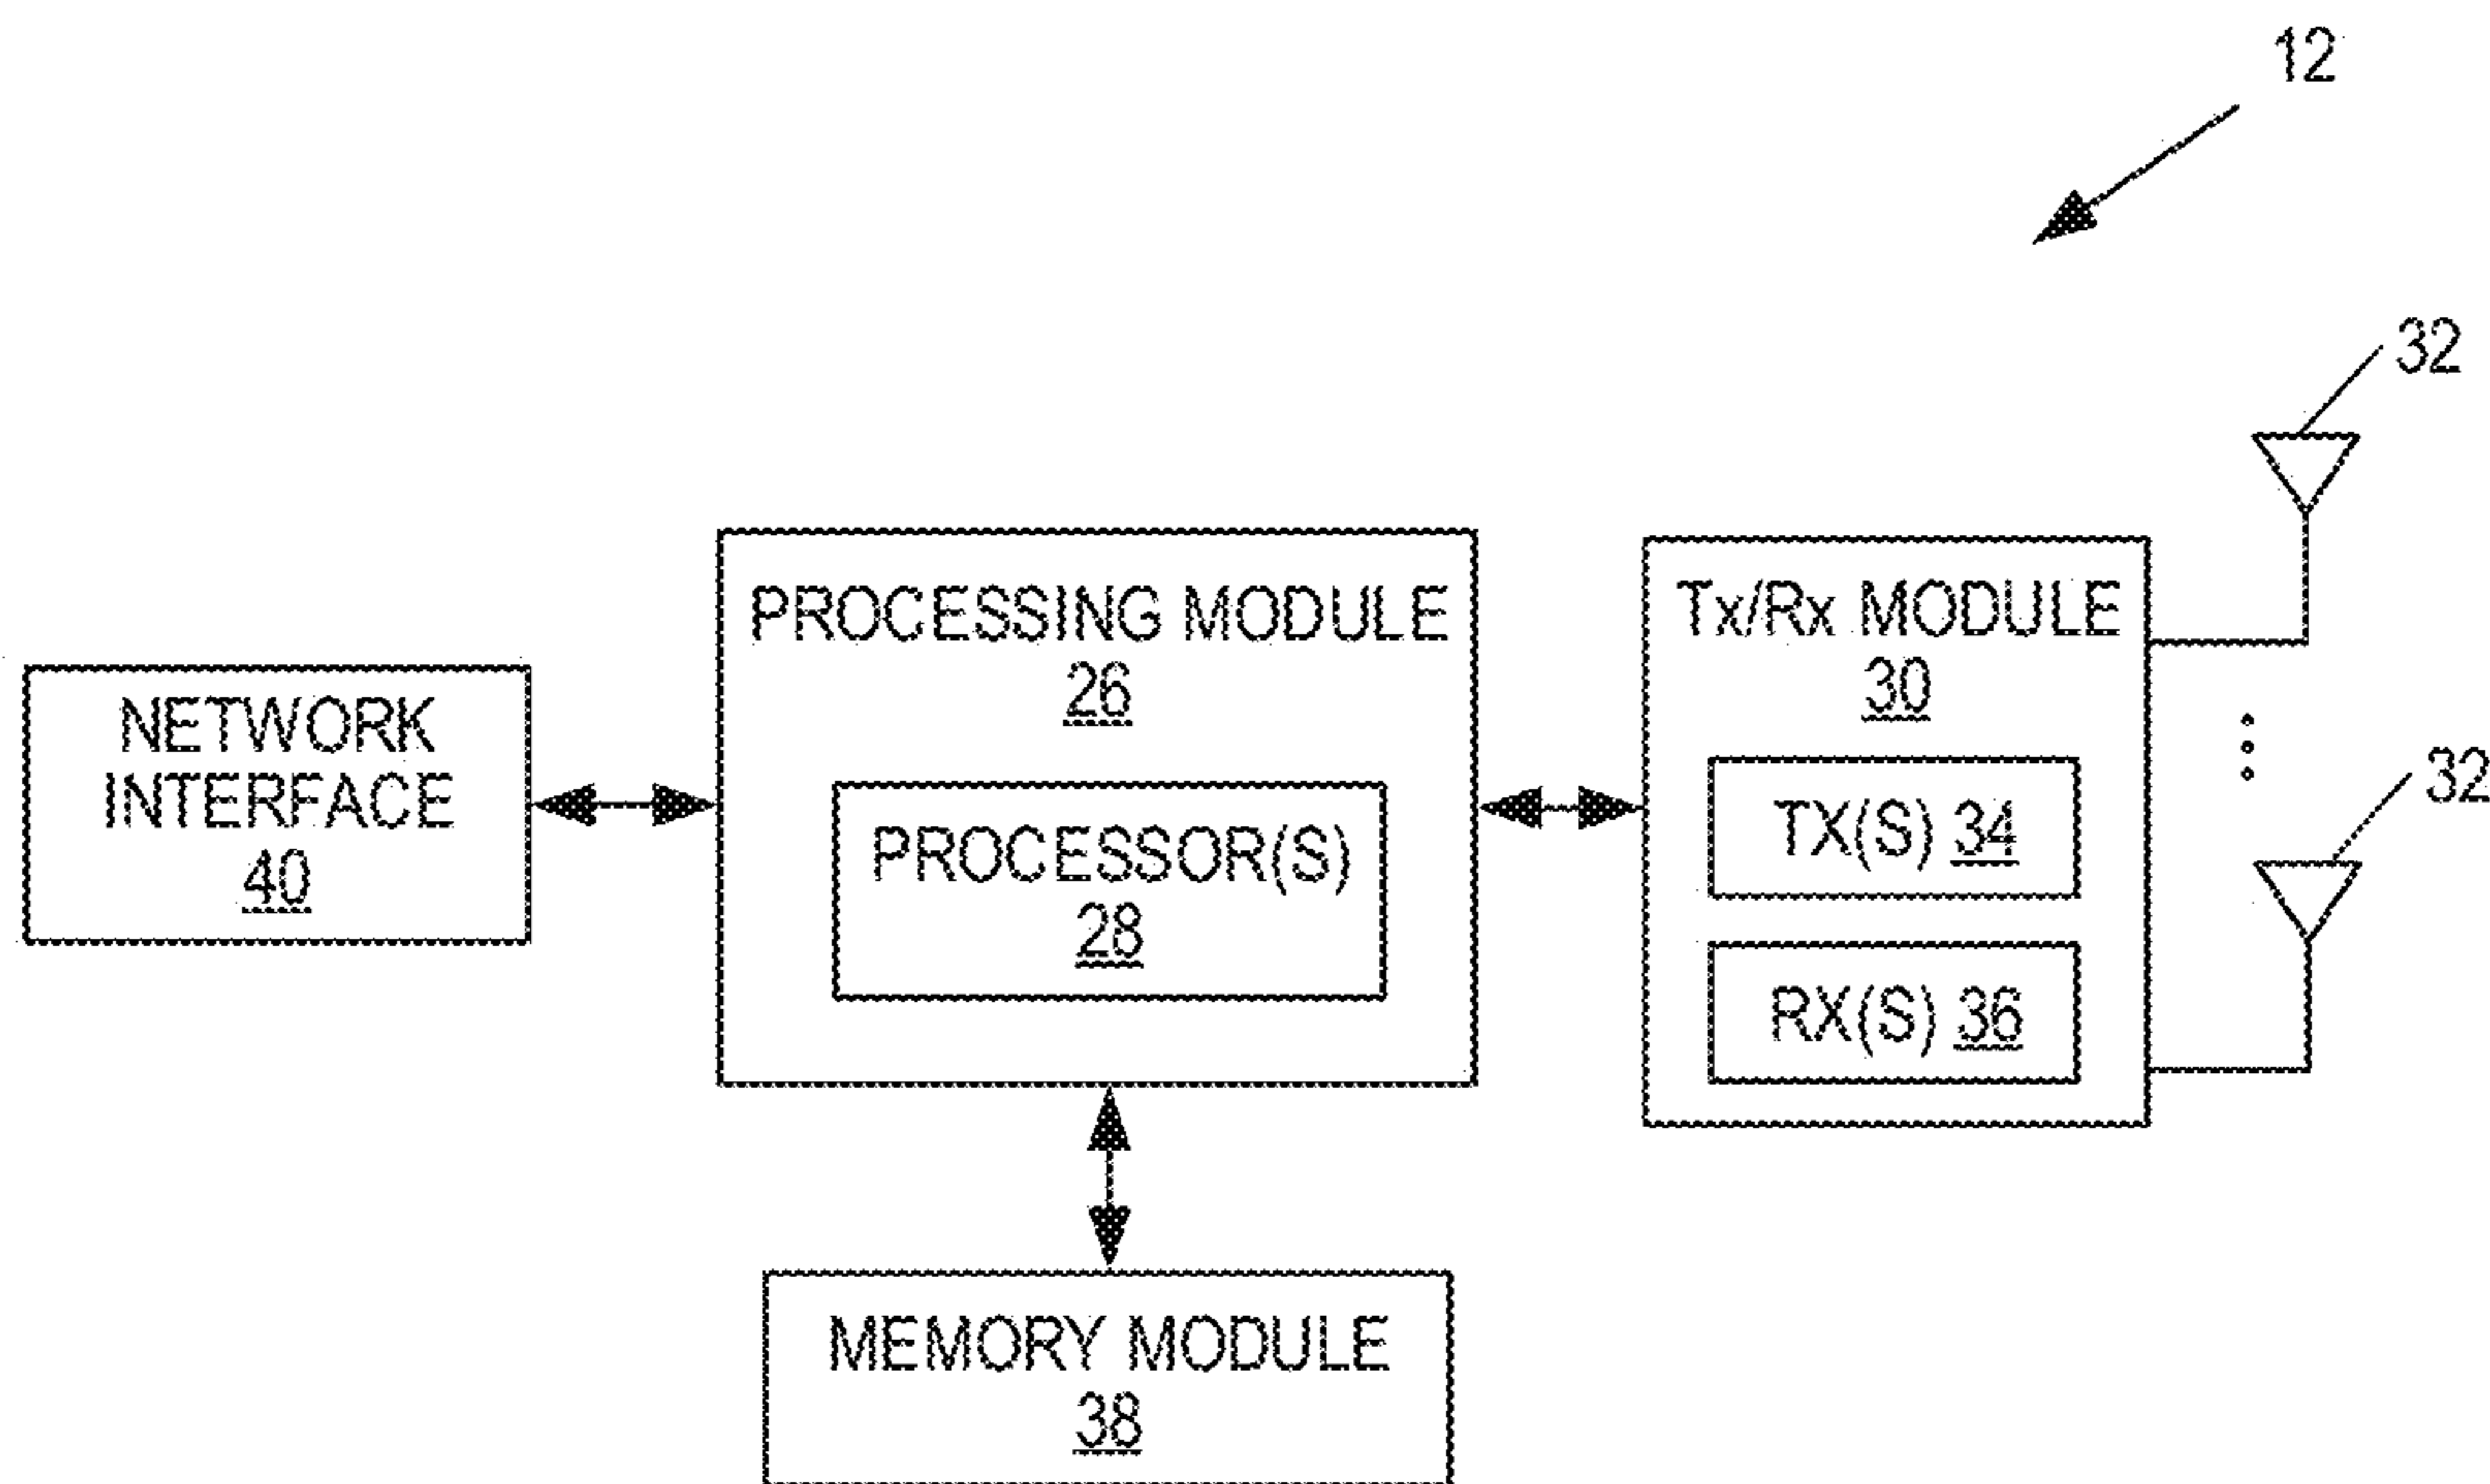 12
32
PROCESSING MODULE
26
Tx/Rx MODULE
30
NETWORK
INTERFACE
40
PROCESSOR(S)
28
TX(S) 34
32
RX(S) 36
MEMORY MODULE
38